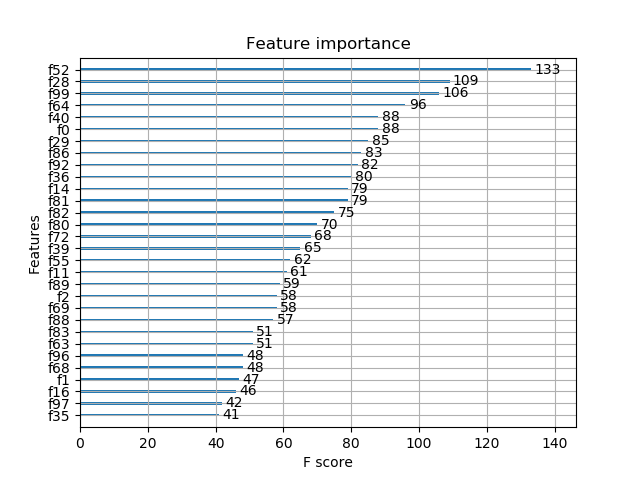 Feature importance
Features
f52 133
f28 109
f99 106
f64 96
f40 88
f0 88
f29 85
f86 83
f92 82
f36 80
f14 79
f81 79
f82 75
f80 70
f72 68
f39 65
f55 62
f11 61
f89 59
f2 58
f69 58
f88 57
f83 51
f63 51
f96 48
f68 48
f1 47
f16 46
f97 42
f35 41
0 20 40 60 80 100 120 140
F score